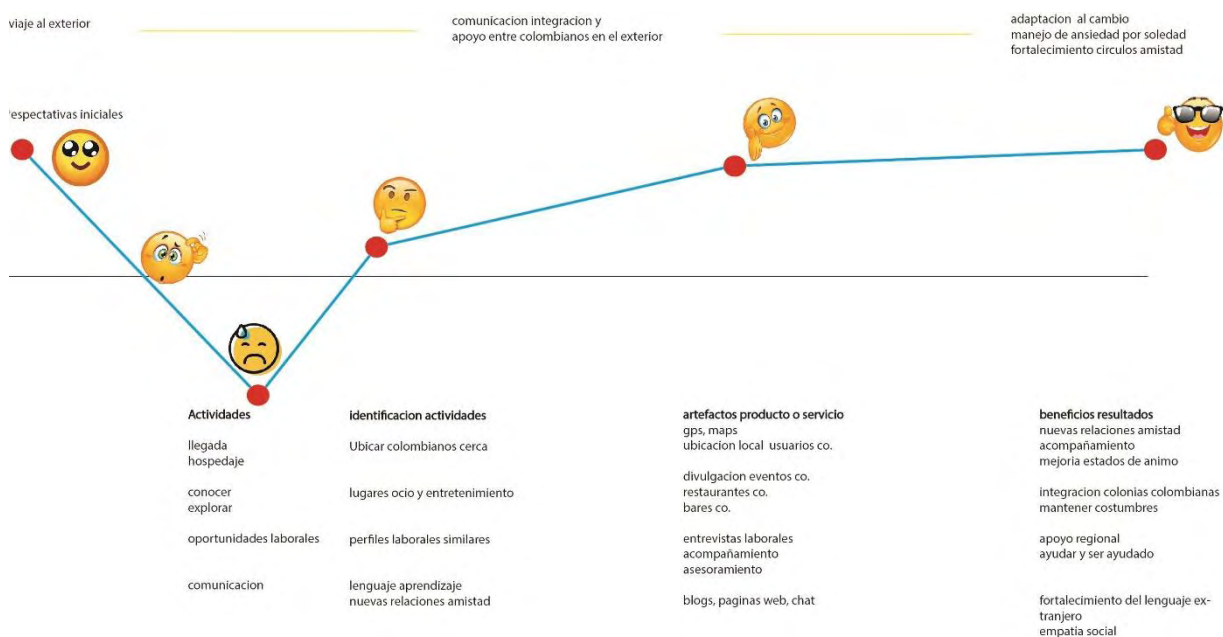 viaje al exterior
comunicacion integracion y
apoyo entre colombianos en el exterior
adaptacion al cambio
manejo de ansiedad por soledad
fortalecimiento circulos amistad
respectativas iniciales
Actividades
llegada
hospedaje
conocer
explorar
oportunidades laborales
comunicacion
identificacion actividades
Ubicar colombianos cerca
lugares ocio y entretenimiento
perfiles laborales similares
lenguaje aprendizaje
nuevas relaciones amistad
artefactos producto o servicio
gps, maps
ubicacion local usuarios co.
divulgacion eventos co.
restaurantes co.
bares co.
entrevistas laborales
acompañamiento
asesoramiento
blogs, paginas web, chat
beneficios resultados
nuevas relaciones amistad
acompañamiento
mejoria estados de animo
integracion colonias colombianas
mantener costumbres
apoyo regional
ayudar y ser ayudado
fortalecimiento del lenguaje ex-
tranjero
empatia social